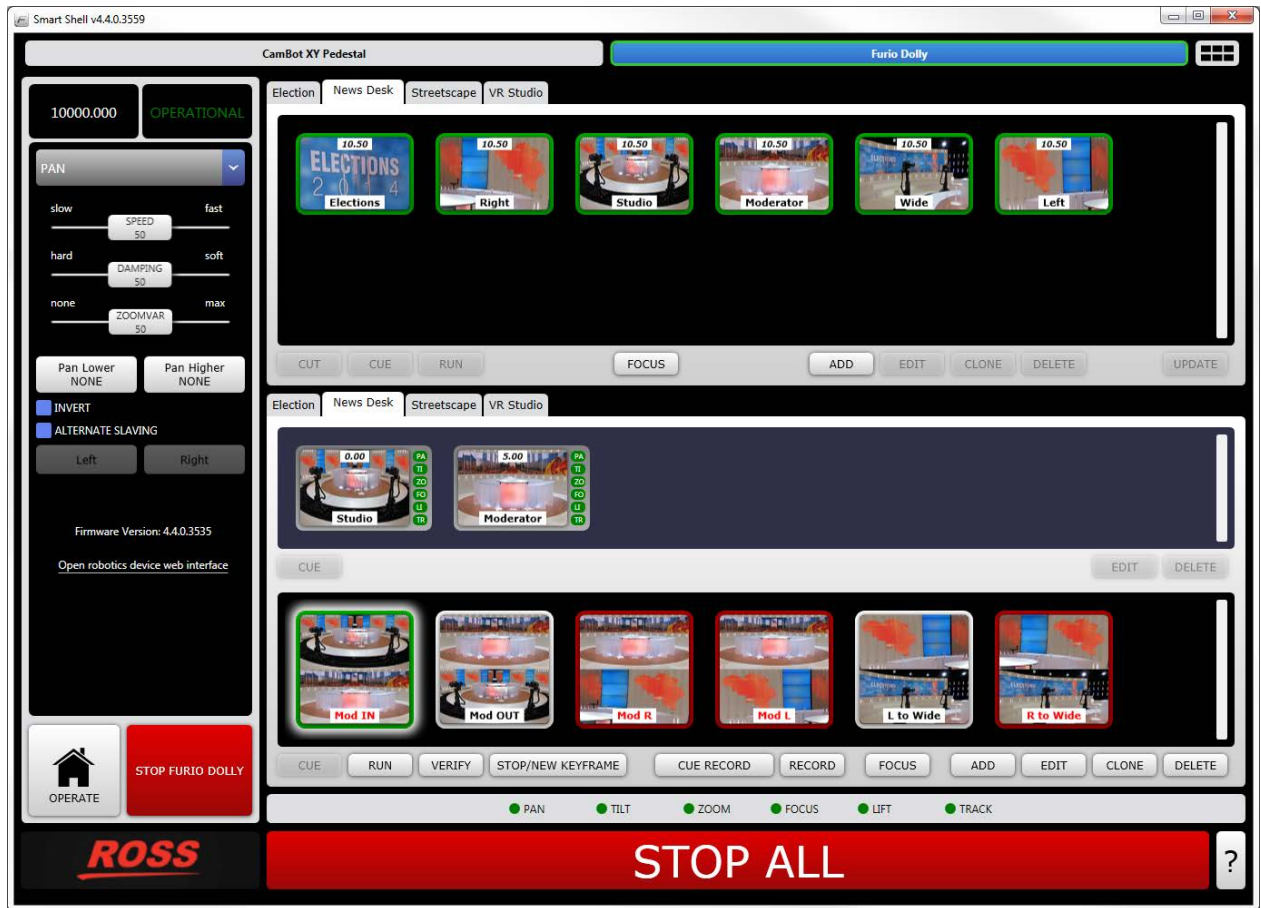 Smart Shell v4.4.0.3559
CamBot XY Pedestal
Furio Dolly
10000.000
OPERATIONAL
PAN
slow fast
SPEED
50
hard soft
DAMPING
50
none max
ZOOMVAR
50
Pan Lower
NONE
Pan Higher
NONE
INVERT
ALTERNATE SLAVING
Left Right
Firmware Version: 4.4.0.3535
Open robotics device web interface
OPERATE
STOP FURIO DOLLY
Election News Desk Streetscape VR Studio
10.50 10.50 10.50 10.50 10.50 10.50
ELECTIONS
2014
Elections Right Studio Moderator Wide Left
CUT CUE RUN FOCUS ADD EDIT CLONE DELETE UPDATE
Election News Desk Streetscape VR Studio
0.00
PA
TI
ZO
FO
LI
TR
Studio
5.00
PA
TI
ZO
FO
LI
TR
Moderator
CUE EDIT DELETE
Mod IN Mod OUT Mod R Mod L L to Wide R to Wide
CUE RUN VERIFY STOP/NEW KEYFRAME CUE RECORD RECORD FOCUS ADD EDIT CLONE DELETE
PAN TILT ZOOM FOCUS LIFT TRACK
ROSS
STOP ALL
?